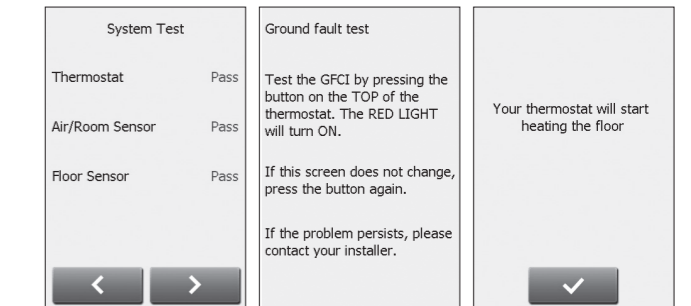 System Test
Thermostat Pass
Air/Room Sensor Pass
Floor Sensor Pass
Ground fault test
Test the GFCI by pressing the
button on the TOP of the
thermostat. The RED LIGHT
will turn ON.
If this screen does not change,
press the button again.
If the problem persists, please
contact your installer.
Your thermostat will start
heating the floor